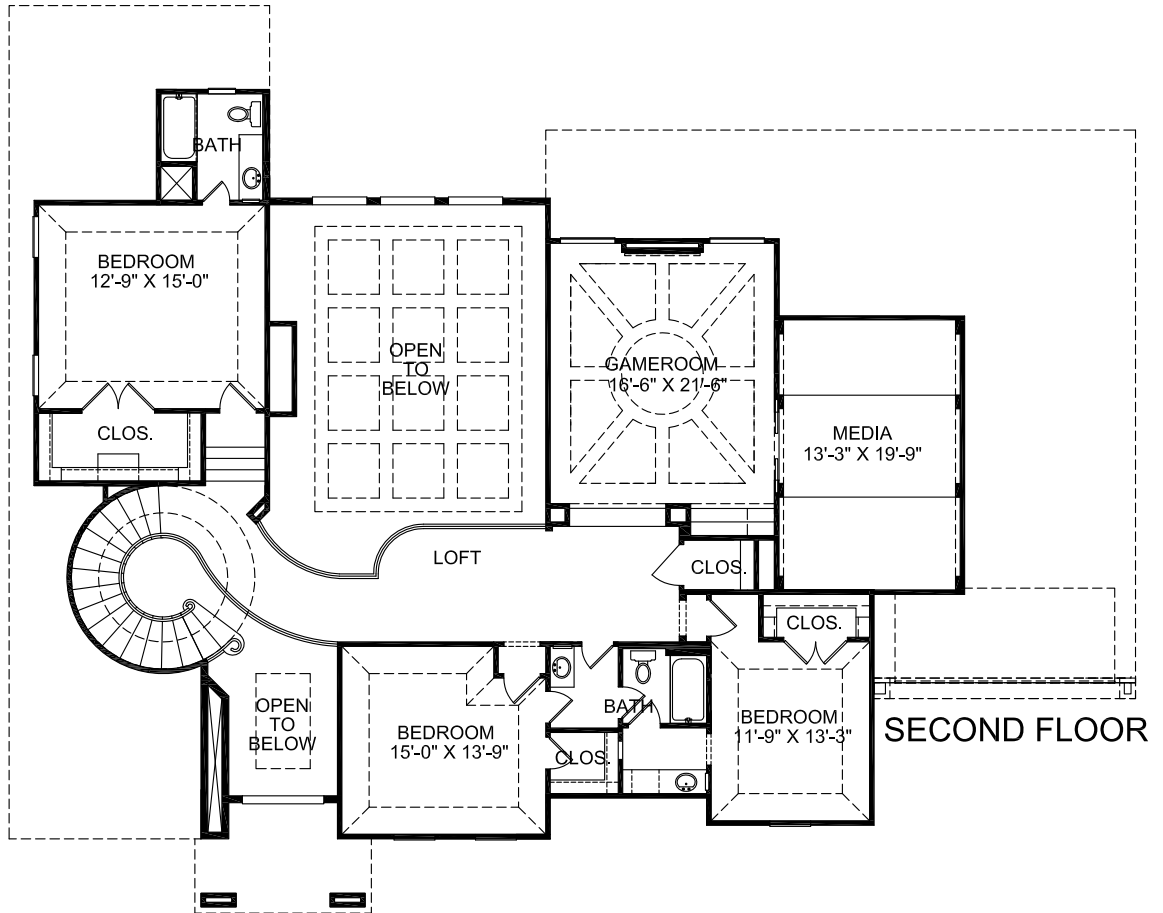 BATH
BEDROOM
12'-9" X 15'-0"
OPEN
TO
BELOW
GAMEROOM
16'-6" X 21'-6"
MEDIA
13'-3" X 19'-9"
CLOS.
LOFT
CLOS.
CLOS.
OPEN
TO
BELOW
BEDROOM
15'-0" X 13'-9"
BATH
CLOS.
BEDROOM
11'-9" X 13'-3"
SECOND FLOOR